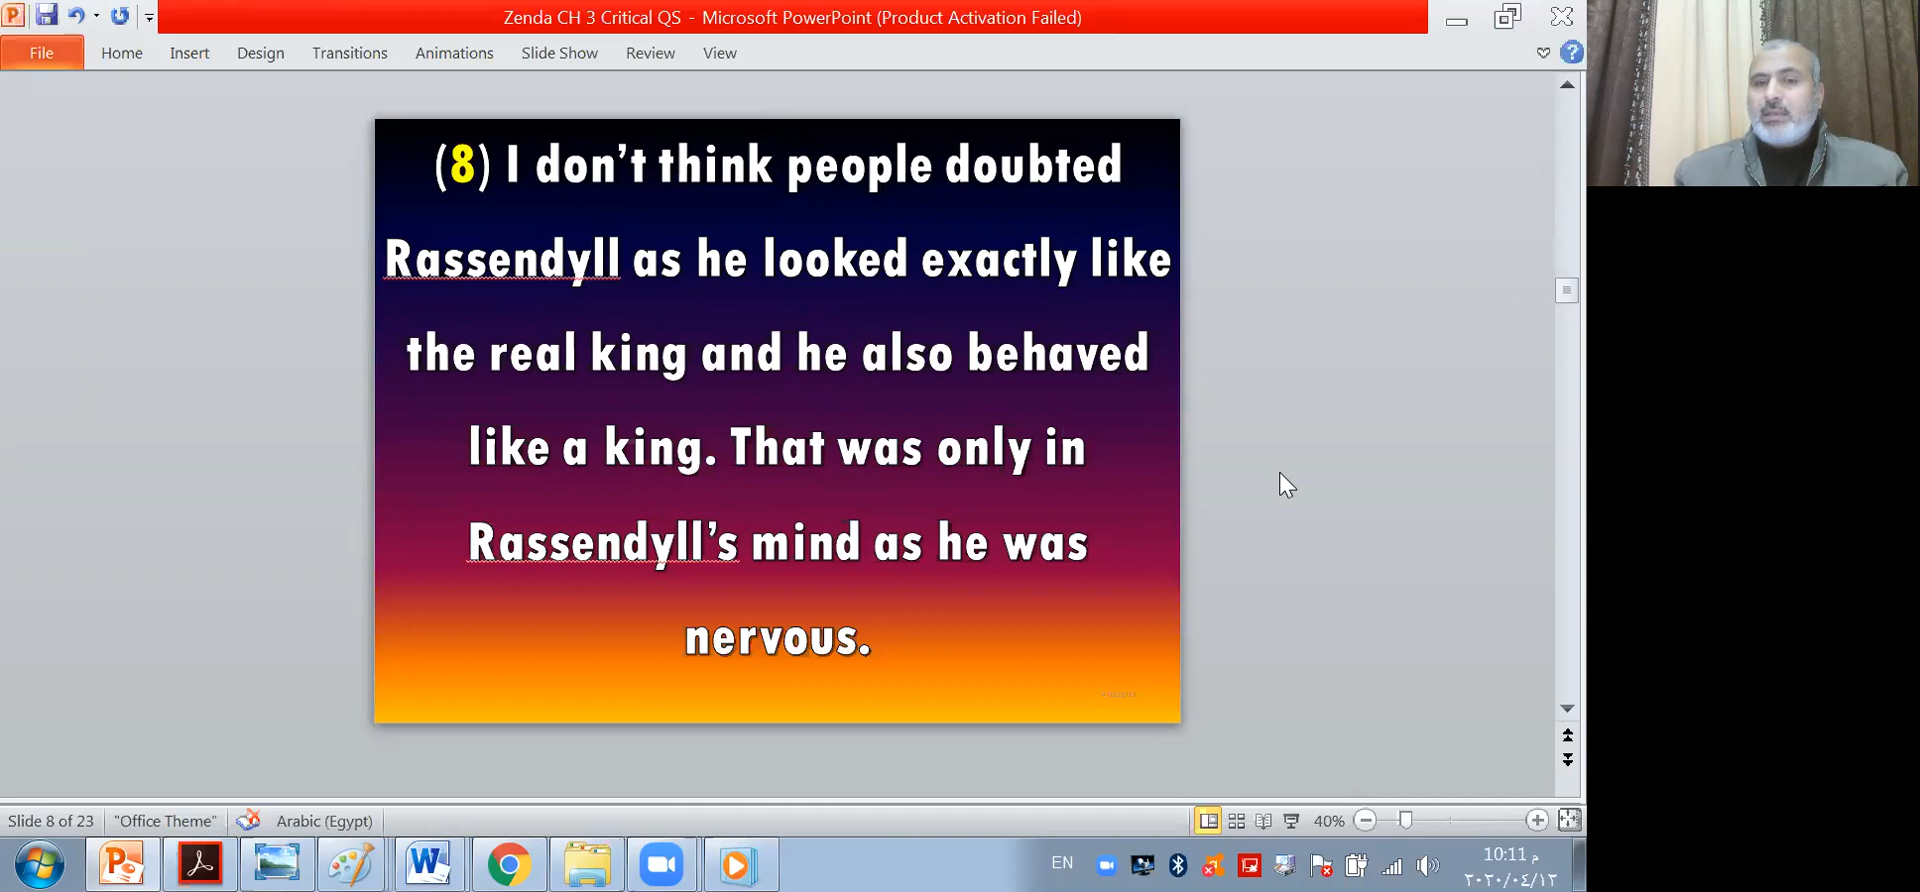 Zenda CH 3 Critical QS - Microsoft PowerPoint (Product Activation Failed)
File Home Insert Design Transitions Animations Slide Show Review View
(8) I don’t think people doubted
Rassendyll as he looked exactly like
the real king and he also behaved
like a king. That was only in
Rassendyll’s mind as he was
nervous.
Slide 8 of 23 "Office Theme" Arabic (Egypt) 40%
EN
10:11 م
٢٠٢٠/٠٤/١٢